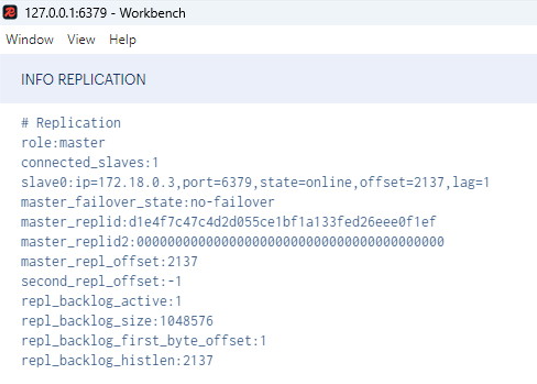 127.0.0.1:6379 - Workbench
Window View Help
INFO REPLICATION
# Replication
role:master
connected_slaves:1
slave0:ip=172.18.0.3,port=6379,state=online,offset=2137,lag=1
master_failover_state:no-failover
master_replid:d1e4f7c47c4d2d055ce1bf1a133fed26eee0f1ef
master_replid2:0000000000000000000000000000000000000000
master_repl_offset:2137
second_repl_offset:-1
repl_backlog_active:1
repl_backlog_size:1048576
repl_backlog_first_byte_offset:1
repl_backlog_histlen:2137